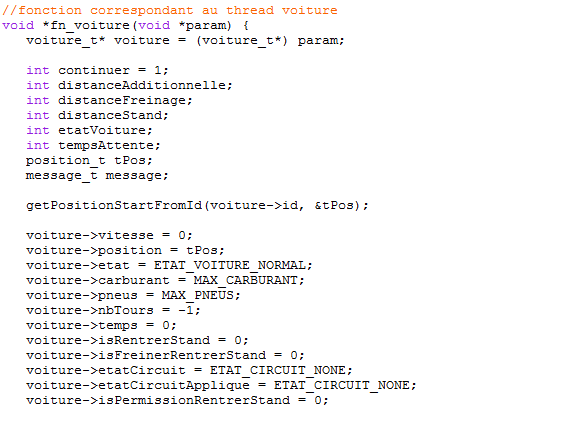 //fonction correspondant au thread voiture
void *fn_voiture(void *param) {
voiture_t* voiture = (voiture_t*) param;
int continuer = 1;
int distanceAdditionnelle;
int distanceFreinage;
int distanceStand;
int etatVoiture;
int tempsAttente;
position_t tPos;
message_t message;
getPositionStartFromId(voiture->id, &tPos);
voiture->vitesse = 0;
voiture->position = tPos;
voiture->etat = ETAT_VOITURE_NORMAL;
voiture->carburant = MAX_CARBURANT;
voiture->pneus = MAX_PNEUS;
voiture->nbTours = -1;
voiture->temps = 0;
voiture->isRentrerStand = 0;
voiture->isFreinerRentrerStand = 0;
voiture->etatCircuit = ETAT_CIRCUIT_NONE;
voiture->etatCircuitApplique = ETAT_CIRCUIT_NONE;
voiture->isPermissionRentrerStand = 0;